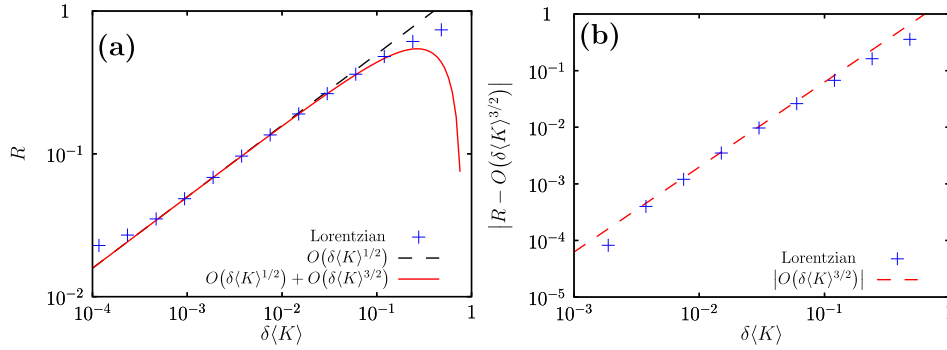 (a)
R
1
10⁻¹
10⁻²
10⁻⁴ 10⁻³ 10⁻² 10⁻¹ 1
δ⟨K⟩
Lorentzian
O(δ⟨K⟩^{1/2})
O(δ⟨K⟩^{1/2}) + O(δ⟨K⟩^{3/2})
(b)
|R − O(δ⟨K⟩^{3/2})|
1
10⁻¹
10⁻²
10⁻³
10⁻⁴
10⁻⁵
10⁻³ 10⁻² 10⁻¹ 1
δ⟨K⟩
Lorentzian
|O(δ⟨K⟩^{3/2})|